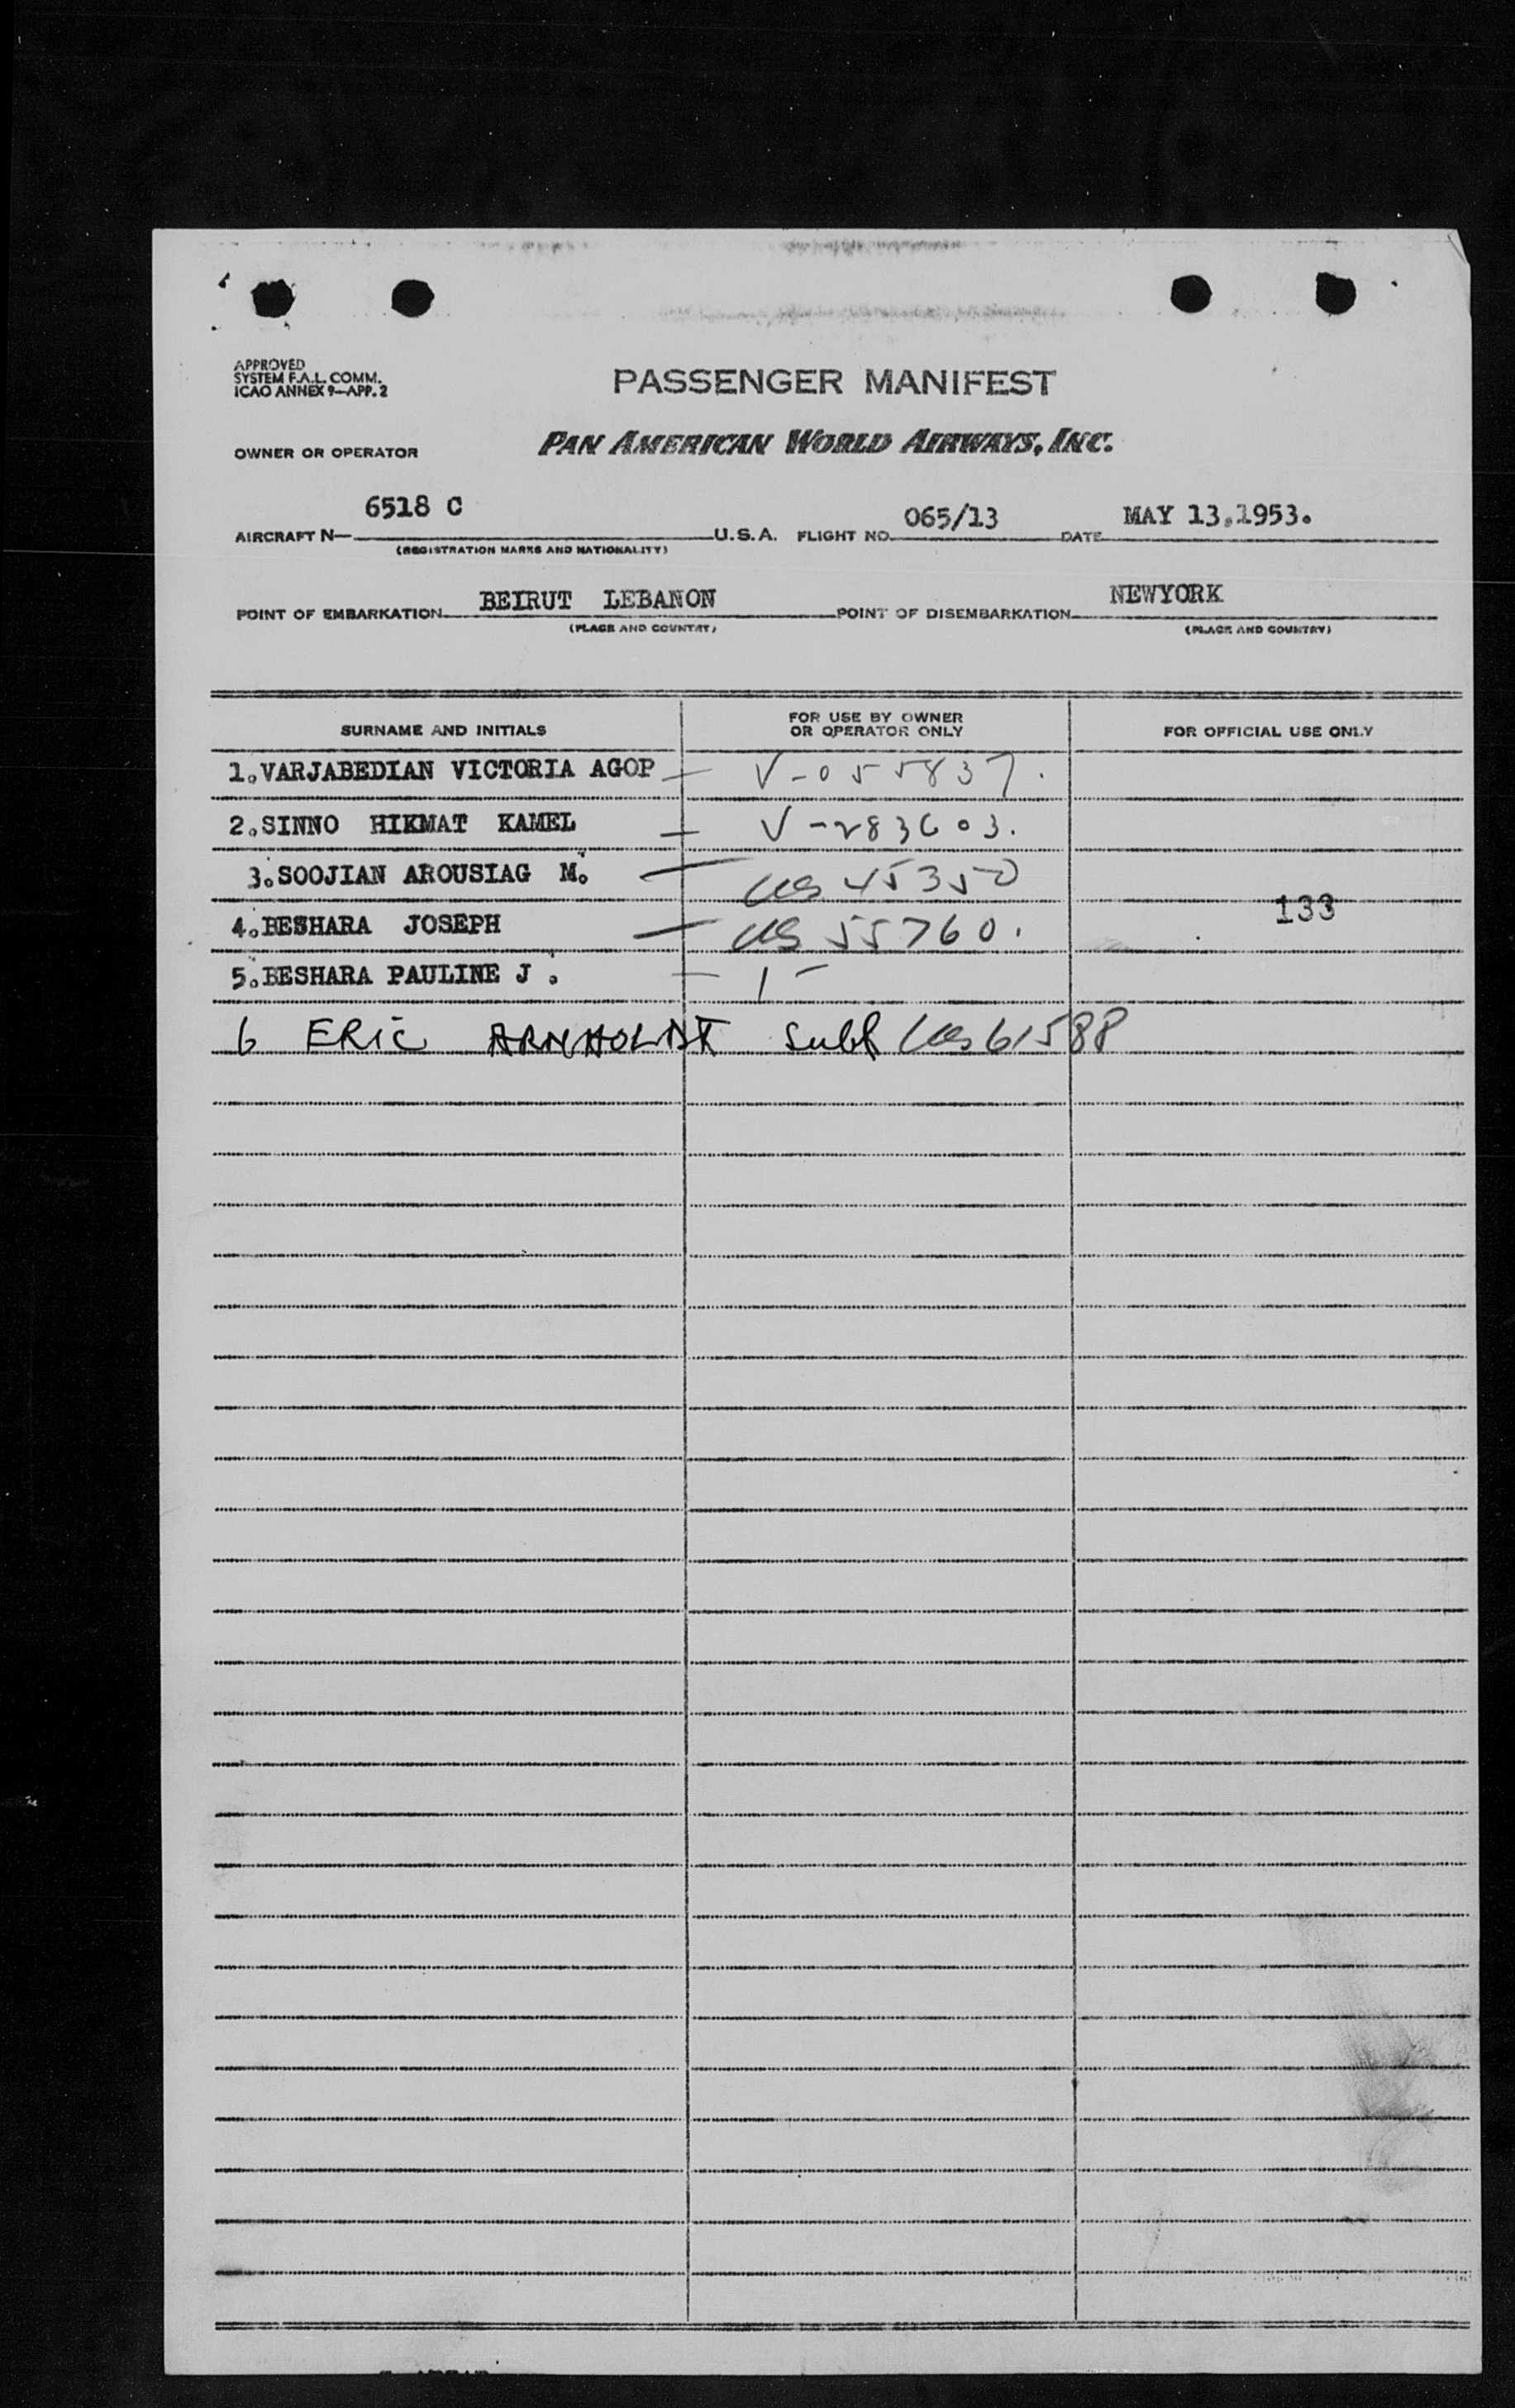 APPROVED
SYSTEM F.A.L. COMM.
ICAO ANNEX 9—APP. 2
PASSENGER MANIFEST
OWNER OR OPERATOR PAN AMERICAN WORLD AIRWAYS, INC.
AIRCRAFT N— 6518 C U.S.A. FLIGHT NO. 065/13 DATE MAY 13.1953.
(REGISTRATION MARKS AND NATIONALITY)
POINT OF EMBARKATION BEIRUT LEBANON POINT OF DISEMBARKATION NEWYORK
(PLACE AND COUNTRY) (PLACE AND COUNTRY)
SURNAME AND INITIALS FOR USE BY OWNER OR OPERATOR ONLY FOR OFFICIAL USE ONLY
1.VARJABEDIAN VICTORIA AGOP — V-055837.
2.SINNO HIKMAT KAMEL — V-283603.
3.SOOJIAN AROUSIAG M. — US 45350
4.BESHARA JOSEPH — US 55760. 133
5.BESHARA PAULINE J . —
6 ERic ARNHOLDT US 61588